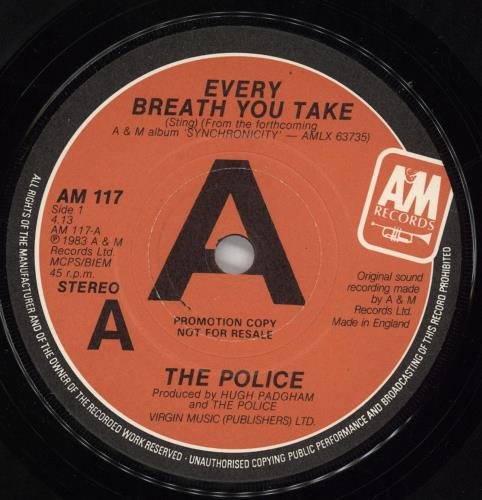 EVERY
BREATH YOU TAKE
(Sting) (From the forthcoming
A & M album 'SYNCHRONICITY' — AMLX 63735)
AM 117
Side 1
4.13
AM 117-A
℗ 1983 A & M
Records Ltd.
MCPS/BIEM
45 r.p.m.
STEREO
A
A
A&M
RECORDS
Original sound
recording made
by A & M
Records Ltd.
Made in England
PROMOTION COPY
NOT FOR RESALE
THE POLICE
Produced by HUGH PADGHAM
and THE POLICE
VIRGIN MUSIC (PUBLISHERS) LTD.
ALL RIGHTS OF THE MANUFACTURER AND OF THE OWNER OF THE RECORDED WORK RESERVED - UNAUTHORISED COPYING PUBLIC PERFORMANCE AND BROADCASTING OF THIS RECORD PROHIBITED